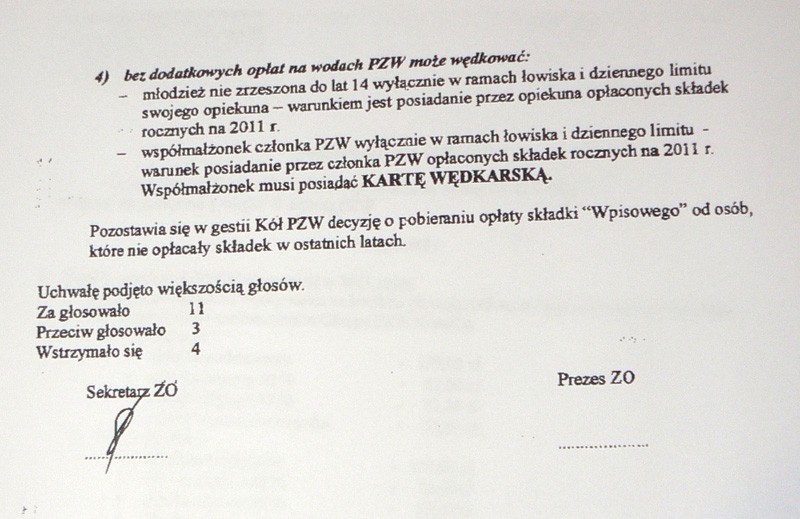 4) bez dodatkowych opłat na wodach PZW może wędkować:
– młodzież nie zrzeszona do lat 14 wyłącznie w ramach łowiska i dziennego limitu
swojego opiekuna – warunkiem jest posiadanie przez opiekuna opłaconych składek
rocznych na 2011 r.
– współmałżonek członka PZW wyłącznie w ramach łowiska i dziennego limitu -
warunek posiadanie przez członka PZW opłaconych składek rocznych na 2011 r.
Współmałżonek musi posiadać KARTĘ WĘDKARSKĄ.
Pozostawia się w gestii Kół PZW decyzję o pobieraniu opłaty składki “Wpisowego” od osób,
które nie opłacały składek w ostatnich latach.
Uchwałę podjęto większością głosów.
Za głosowało 11
Przeciw głosowało 3
Wstrzymało się 4
Sekretarz ZO
Prezes ZO